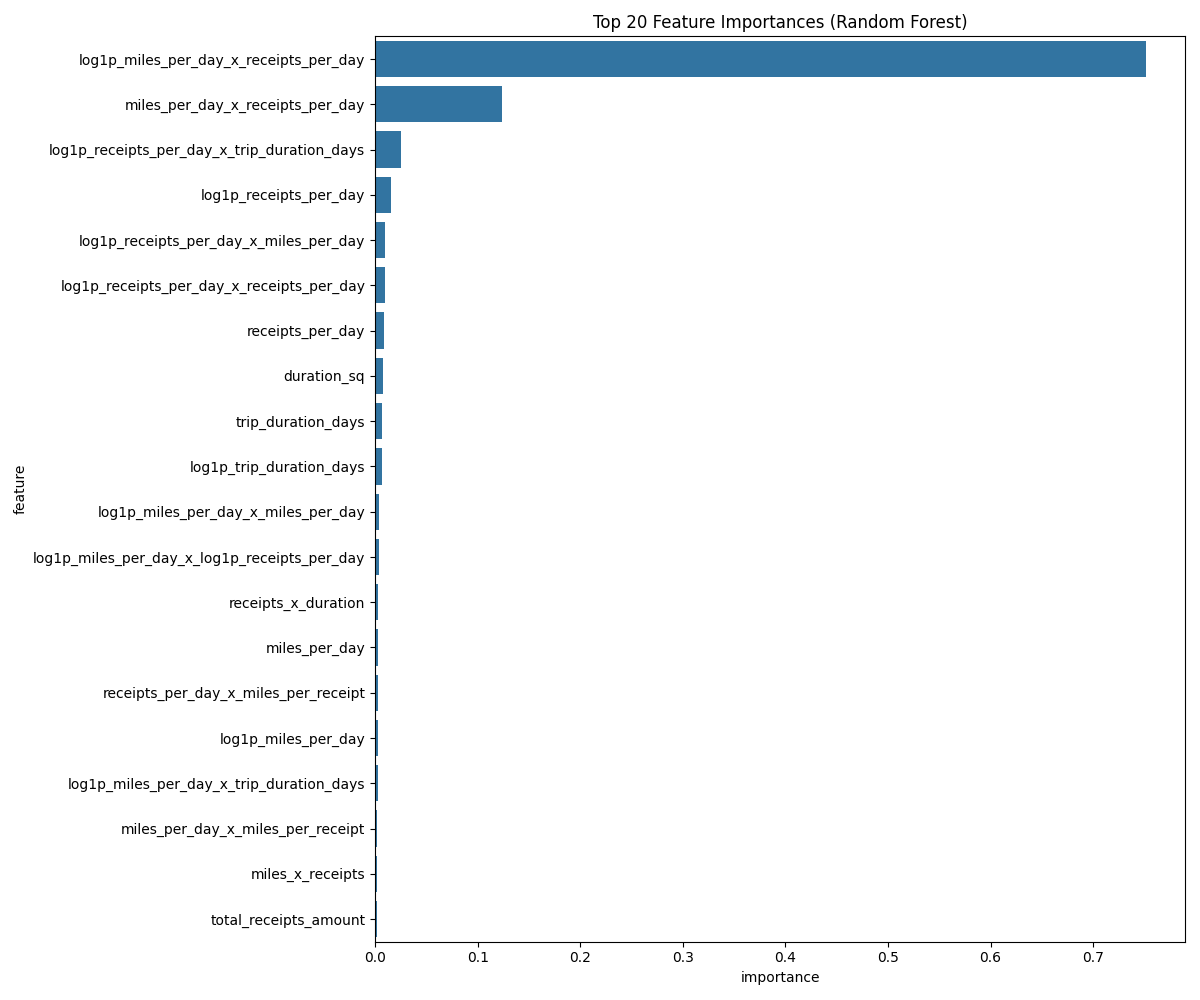 Top 20 Feature Importances (Random Forest)
log1p_miles_per_day_x_receipts_per_day
miles_per_day_x_receipts_per_day
log1p_receipts_per_day_x_trip_duration_days
log1p_receipts_per_day
log1p_receipts_per_day_x_miles_per_day
log1p_receipts_per_day_x_receipts_per_day
receipts_per_day
duration_sq
trip_duration_days
log1p_trip_duration_days
log1p_miles_per_day_x_miles_per_day
log1p_miles_per_day_x_log1p_receipts_per_day
receipts_x_duration
miles_per_day
receipts_per_day_x_miles_per_receipt
log1p_miles_per_day
log1p_miles_per_day_x_trip_duration_days
miles_per_day_x_miles_per_receipt
miles_x_receipts
total_receipts_amount
feature
0.0 0.1 0.2 0.3 0.4 0.5 0.6 0.7
importance